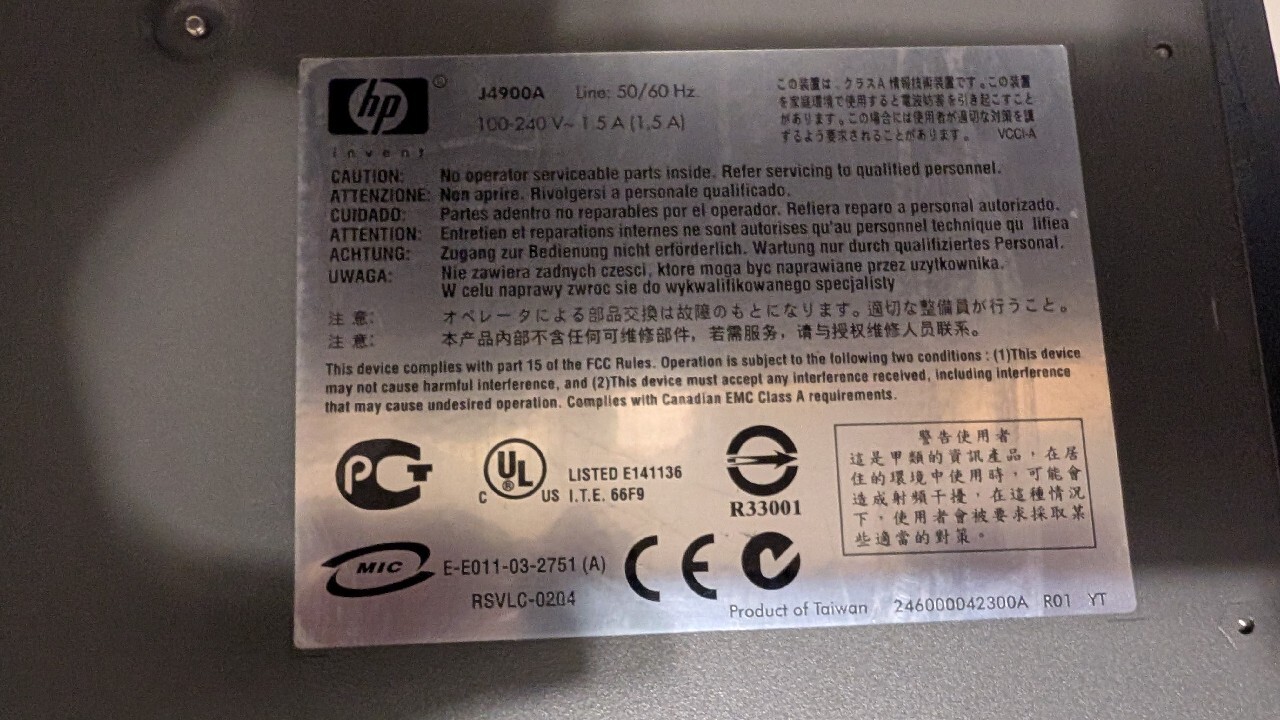 hp ®
invent
J4900A Line: 50/60 Hz
100-240 V~ 1.5 A (1,5 A)
この装置は、クラスA 情報技術装置です。この装置
を家庭環境で使用すると電波妨害を引き起こすこと
があります。この場合には使用者が適切な対策を講
ずるよう要求されることがあります。 VCCI-A
CAUTION: No operator serviceable parts inside. Refer servicing to qualified personnel.
ATTENZIONE: Non aprire. Rivolgersi a personale qualificado.
CUIDADO: Partes adentro no reparables por el operador. Refiera reparo a personal autorizado.
ATTENTION: Entretien et reparations internes ne sont autorises qu'au personnel technique qu lifiea
ACHTUNG: Zugang zur Bedienung nicht erforderlich. Wartung nur durch qualifiziertes Personal.
UWAGA: Nie zawiera zadnych czesci, ktore moga byc naprawiane przez uzytkownika.
W celu naprawy zwroc sie do wykwalifikowanego specjalisty
注 意: オペレータによる部品交換は故障のもとになります。適切な整備員が行うこと。
注 意: 本产品内部不含任何可维修部件，若需服务，请与授权维修人员联系。
This device complies with part 15 of the FCC Rules. Operation is subject to the following two conditions : (1)This device
may not cause harmful interference, and (2)This device must accept any interference received, including interference
that may cause undesired operation. Complies with Canadian EMC Class A requirements.
PCT
C UL ® US
LISTED E141136
I.T.E. 66F9
R33001
警告使用者
這是甲類的資訊產品，在居
住的環境中使用時，可能會
造成射頻干擾，在這種情況
下，使用者會被要求採取某
些適當的對策。
MIC E-E011-03-2751 (A)
RSVLC-0204
CE
Product of Taiwan 246000042300A R01 YT